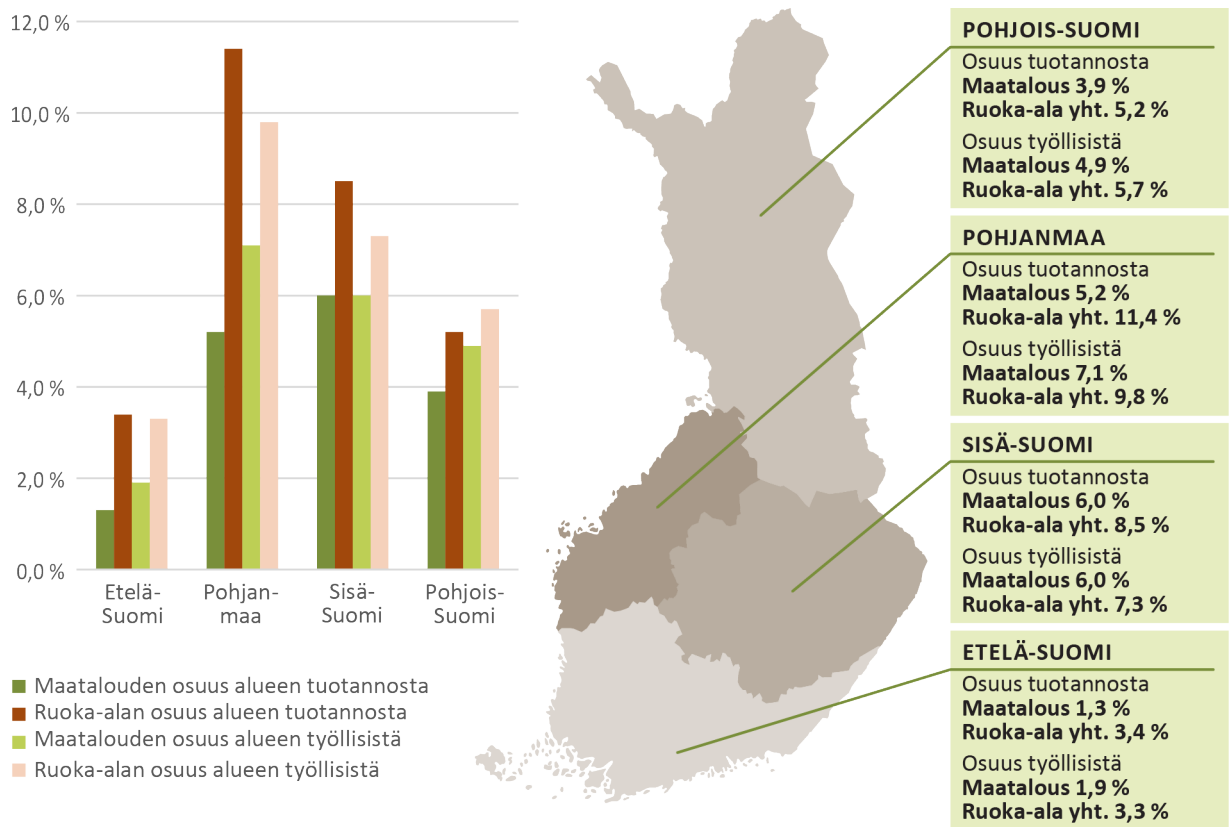 12,0 %
10,0 %
8,0 %
6,0 %
4,0 %
2,0 %
0,0 %
Etelä-
Suomi
Pohjan-
maa
Sisä-
Suomi
Pohjois-
Suomi
Maatalouden osuus alueen tuotannosta
Ruoka-alan osuus alueen tuotannosta
Maatalouden osuus alueen työllisistä
Ruoka-alan osuus alueen työllisistä
POHJOIS-SUOMI
Osuus tuotannosta
Maatalous 3,9 %
Ruoka-ala yht. 5,2 %
Osuus työllisistä
Maatalous 4,9 %
Ruoka-ala yht. 5,7 %
POHJANMAA
Osuus tuotannosta
Maatalous 5,2 %
Ruoka-ala yht. 11,4 %
Osuus työllisistä
Maatalous 7,1 %
Ruoka-ala yht. 9,8 %
SISÄ-SUOMI
Osuus tuotannosta
Maatalous 6,0 %
Ruoka-ala yht. 8,5 %
Osuus työllisistä
Maatalous 6,0 %
Ruoka-ala yht. 7,3 %
ETELÄ-SUOMI
Osuus tuotannosta
Maatalous 1,3 %
Ruoka-ala yht. 3,4 %
Osuus työllisistä
Maatalous 1,9 %
Ruoka-ala yht. 3,3 %